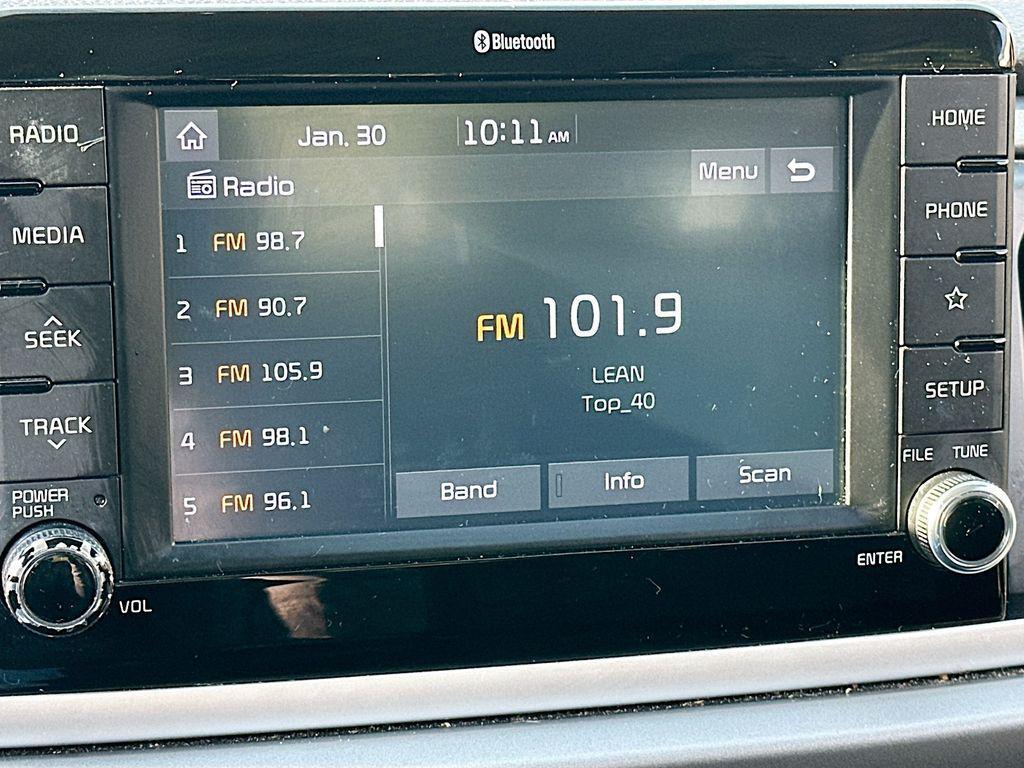 Bluetooth
RADIO
MEDIA
SEEK
TRACK
POWER
PUSH
VOL
Jan. 30 10:11 AM
Radio
Menu
1 FM 98.7
2 FM 90.7
3 FM 105.9
4 FM 98.1
5 FM 96.1
FM 101.9
LEAN
Top_40
Band Info Scan
HOME
PHONE
SETUP
FILE TUNE
ENTER